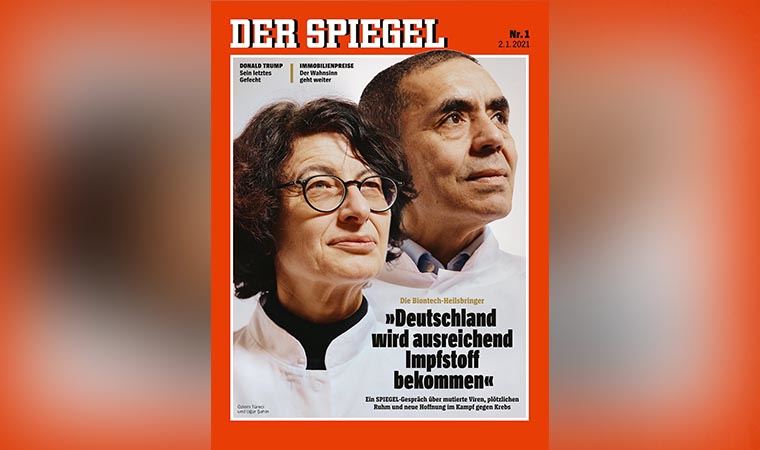 DER SPIEGEL
Nr. 1
2.1.2021
DONALD TRUMP
Sein letztes
Gefecht
IMMOBILIENPREISE
Der Wahnsinn
geht weiter
Die Biontech-Heilsbringer
»Deutschland
wird ausreichend
Impfstoff
bekommen«
Ein SPIEGEL-Gespräch über mutierte Viren, plötzlichen
Ruhm und neue Hoffnung im Kampf gegen Krebs
Özlem Türeci
und Uğur Şahin